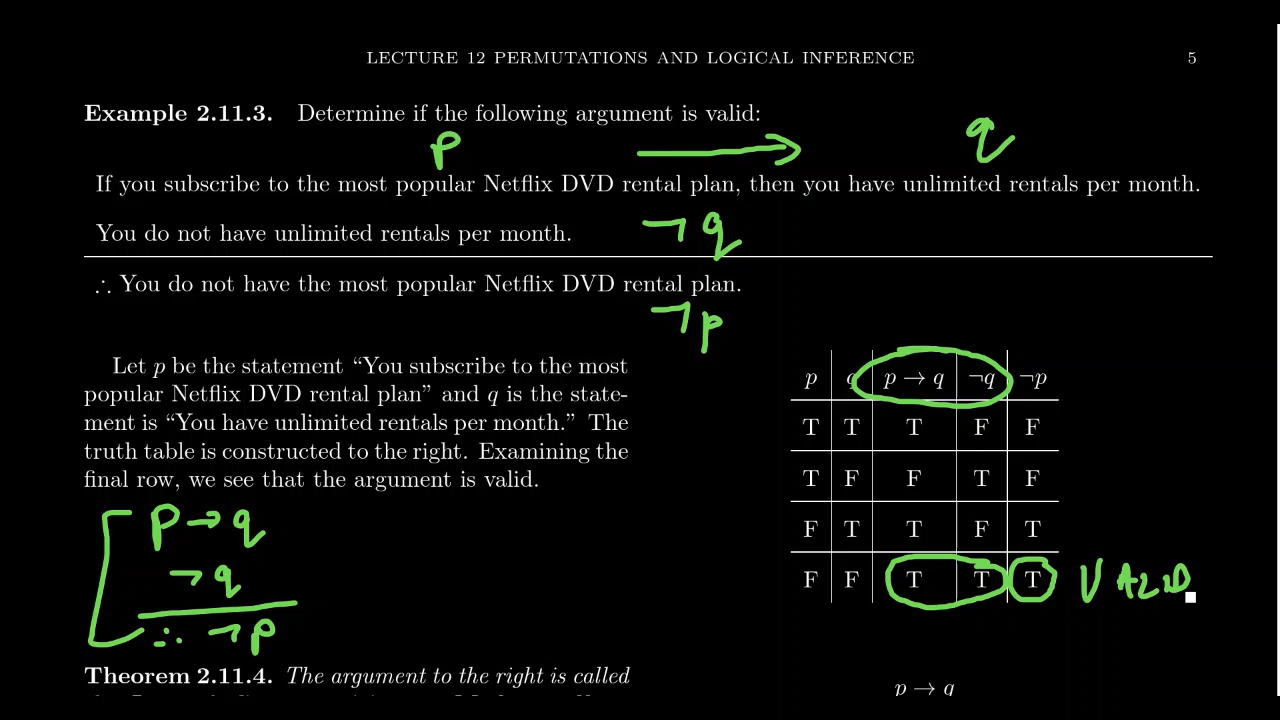 LECTURE 12 PERMUTATIONS AND LOGICAL INFERENCE 5
Example 2.11.3. Determine if the following argument is valid:
p → q
If you subscribe to the most popular Netflix DVD rental plan, then you have unlimited rentals per month.
You do not have unlimited rentals per month. ¬q
∴ You do not have the most popular Netflix DVD rental plan.
¬p
Let p be the statement “You subscribe to the most
popular Netflix DVD rental plan” and q is the state-
ment is “You have unlimited rentals per month.” The
truth table is constructed to the right. Examining the
final row, we see that the argument is valid.
p → q
¬q
∴ ¬p
p q p → q ¬q ¬p
T T T F F
T F F T F
F T T F T
F F T T T VALID
Theorem 2.11.4. The argument to the right is called
p → q